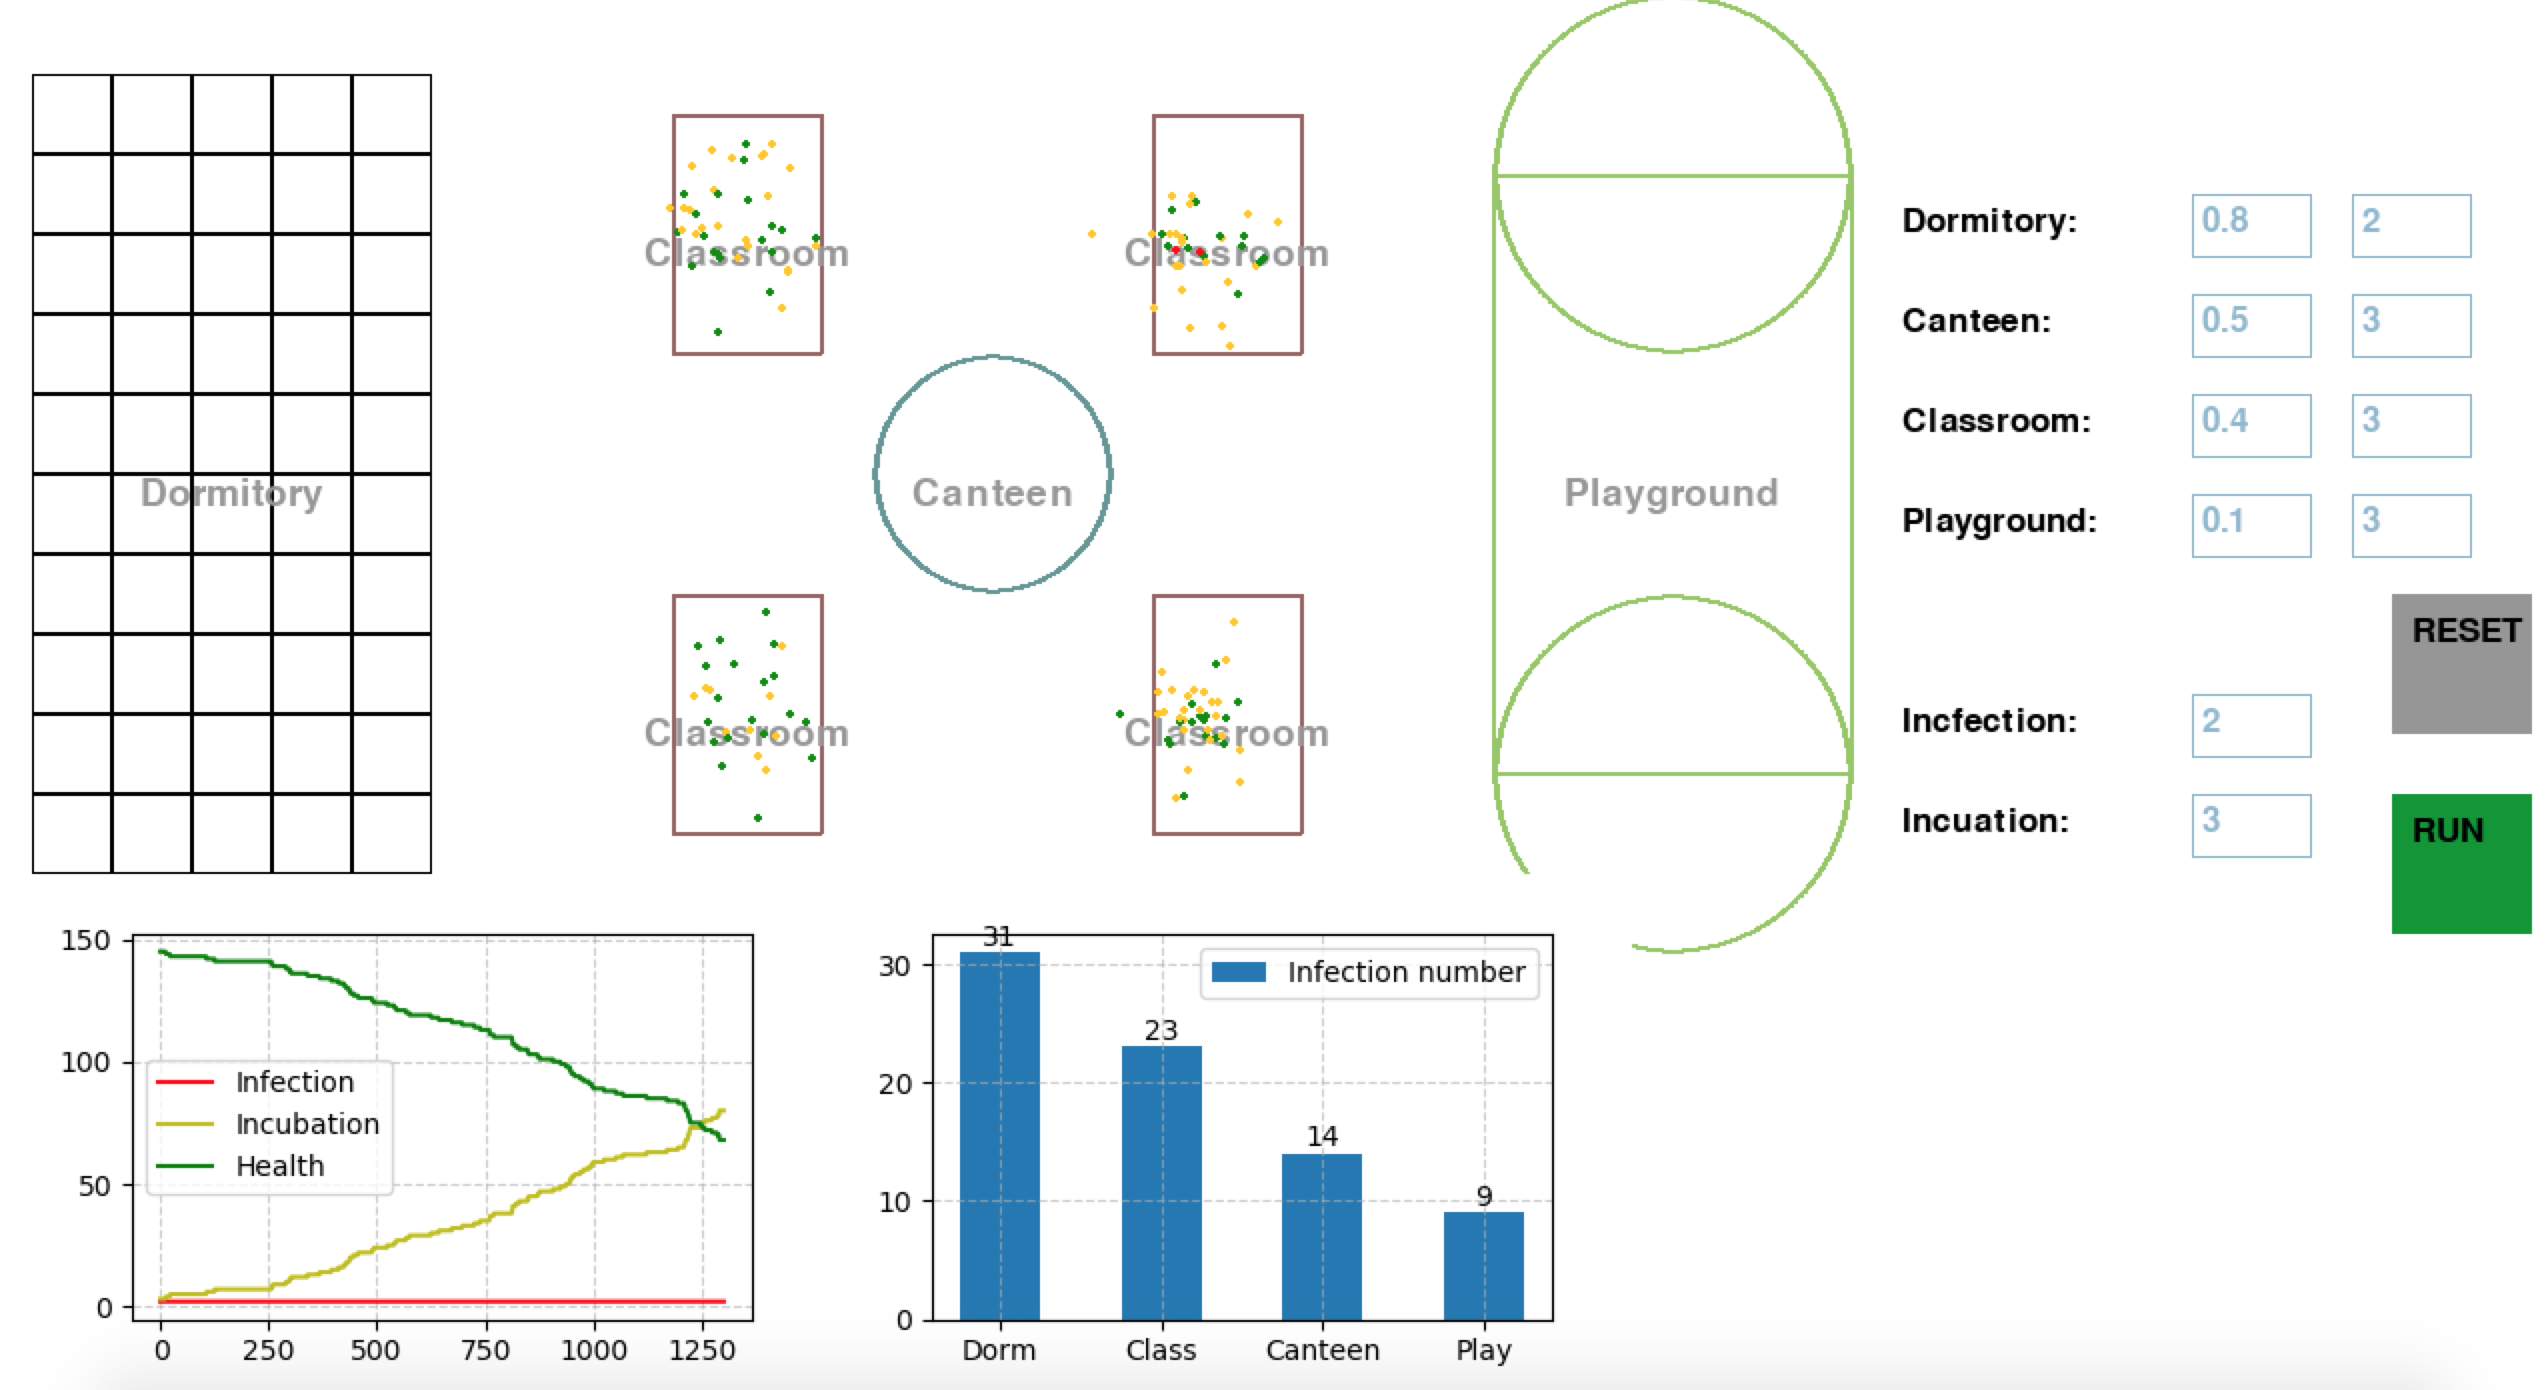 Dormitory
Classroom
Classroom
Canteen
Classroom
Classroom
Playground
Dormitory: 0.8 2
Canteen: 0.5 3
Classroom: 0.4 3
Playground: 0.1 3
RESET
Incfection: 2
Incuation: 3
RUN
150
100
50
0
Infection
Incubation
Health
0 250 500 750 1000 1250
30
20
10
0
Infection number
31
23
14
9
Dorm Class Canteen Play